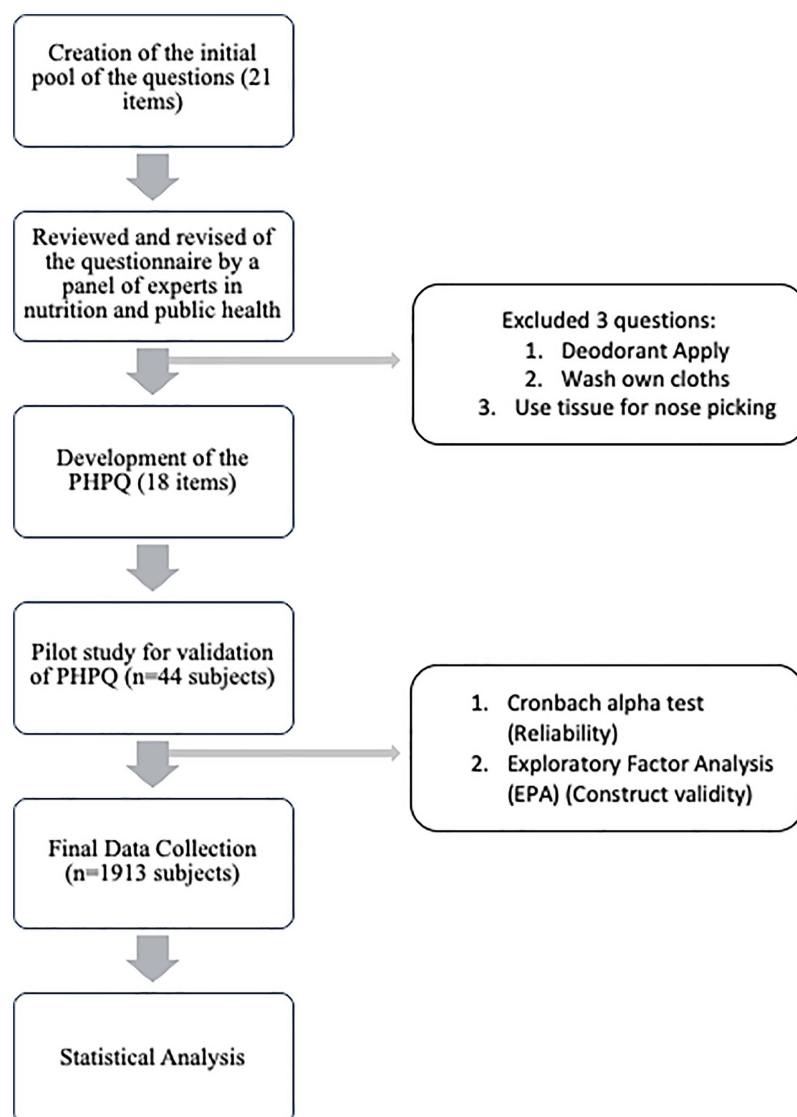 Creation of the initial
pool of the questions (21
items)
Reviewed and revised of
the questionnaire by a
panel of experts in
nutrition and public health
Excluded 3 questions:
1. Deodorant Apply
2. Wash own cloths
3. Use tissue for nose picking
Development of the
PHPQ (18 items)
Pilot study for validation
of PHPQ (n=44 subjects)
1. Cronbach alpha test
(Reliability)
2. Exploratory Factor Analysis
(EPA) (Construct validity)
Final Data Collection
(n=1913 subjects)
Statistical Analysis